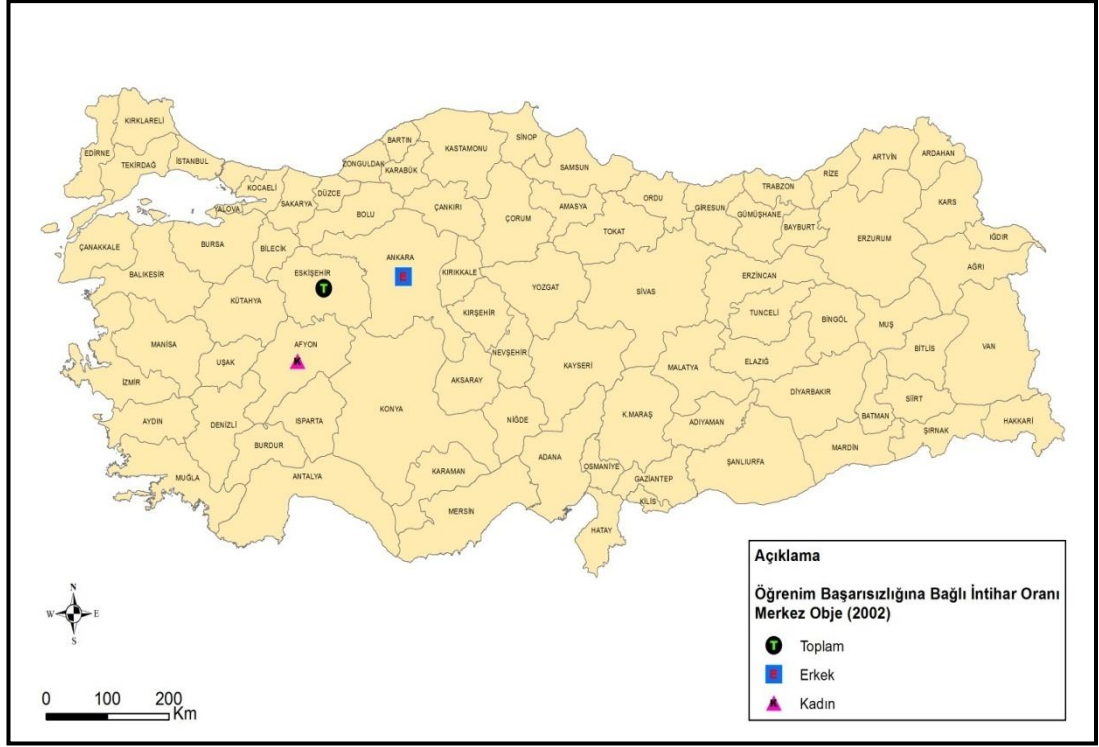 KIRKLARELİ
EDİRNE
TEKİRDAĞ
İSTANBUL
KOCAELİ
YALOVA
SAKARYA
DÜZCE
ZONGULDAK
BARTIN
KARABÜK
KASTAMONU
SİNOP
SAMSUN
BOLU
ÇANKIRI
ÇORUM
AMASYA
TOKAT
ORDU
GİRESUN
TRABZON
GÜMÜŞHANE
BAYBURT
RİZE
ARTVİN
ARDAHAN
KARS
IĞDIR
AĞRI
ERZURUM
ERZİNCAN
ÇANAKKALE
BALIKESİR
BURSA
BİLECİK
ESKİŞEHİR
T
ANKARA
E
KIRIKKALE
YOZGAT
SİVAS
TUNCELİ
BİNGÖL
MUŞ
BİTLİS
VAN
KÜTAHYA
KIRŞEHİR
NEVŞEHİR
KAYSERİ
MALATYA
ELAZIĞ
DİYARBAKIR
BATMAN
SİİRT
ŞIRNAK
HAKKARİ
MANİSA
UŞAK
AFYON
K
İZMİR
AYDIN
DENİZLİ
ISPARTA
BURDUR
KONYA
AKSARAY
NİĞDE
K.MARAŞ
ADIYAMAN
MARDİN
ŞANLIURFA
MUĞLA
ANTALYA
KARAMAN
MERSİN
ADANA
OSMANİYE
GAZİANTEP
KİLİS
HATAY
N
W
E
S
0 100 200
Km
Açıklama
Öğrenim Başarısızlığına Bağlı İntihar Oranı
Merkez Obje (2002)
T Toplam
E Erkek
K Kadın